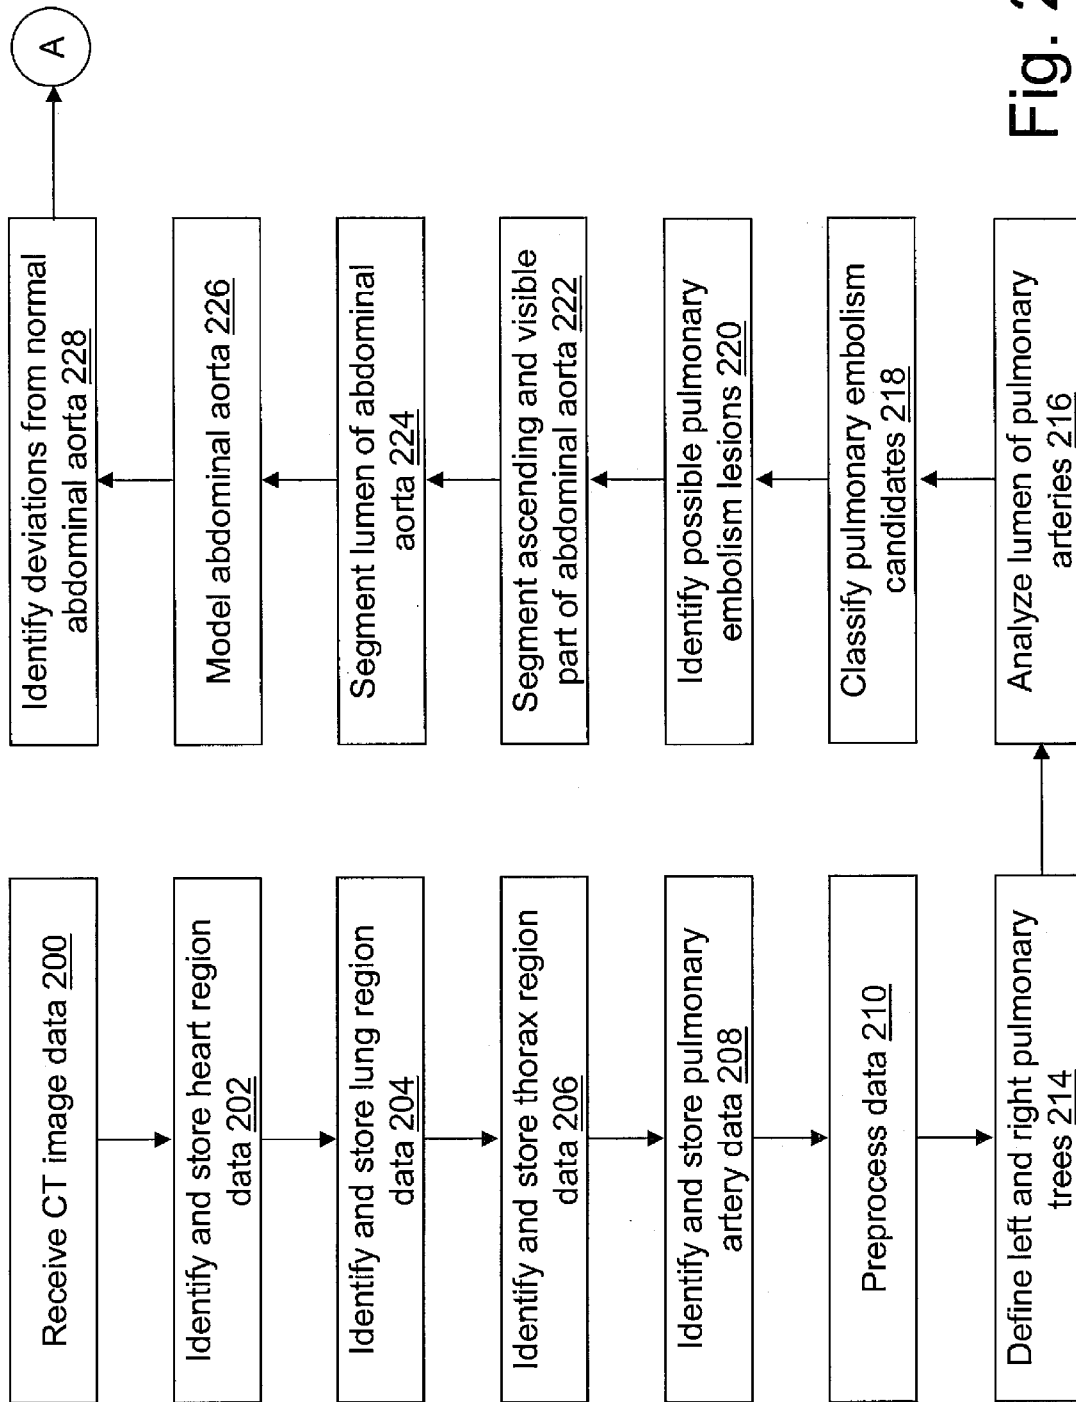 Receive CT image data 200
Identify and store heart region
data 202
Identify and store lung region
data 204
Identify and store thorax region
data 206
Identify and store pulmonary
artery data 208
Preprocess data 210
Define left and right pulmonary
trees 214
Analyze lumen of pulmonary
arteries 216
Classify pulmonary embolism
candidates 218
Identify possible pulmonary
embolism lesions 220
Segment ascending and visible
part of abdominal aorta 222
Segment lumen of abdominal
aorta 224
Model abdominal aorta 226
Identify deviations from normal
abdominal aorta 228
A
Fig. 2